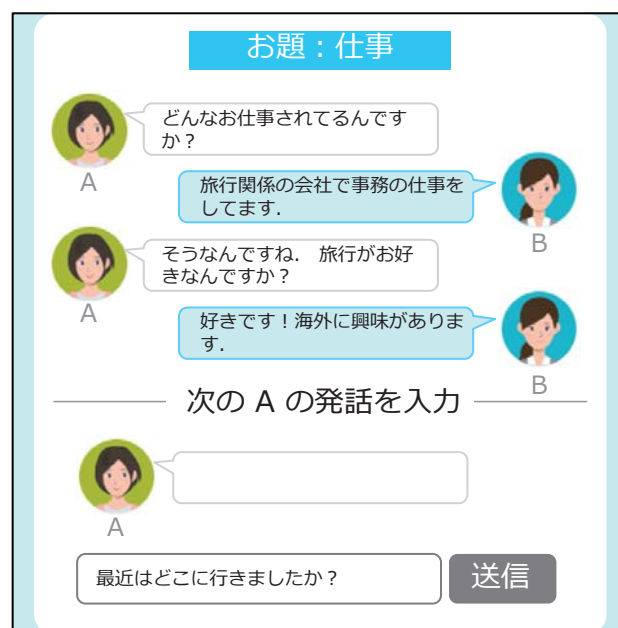 お題：仕事
どんなお仕事されてるんです
か？
A
旅行関係の会社で事務の仕事を
してます．
B
そうなんですね． 旅行がお好
きなんですか？
A
好きです！海外に興味がありま
す．
B
次の A の発話を入力
A
最近はどこに行きましたか？
送信